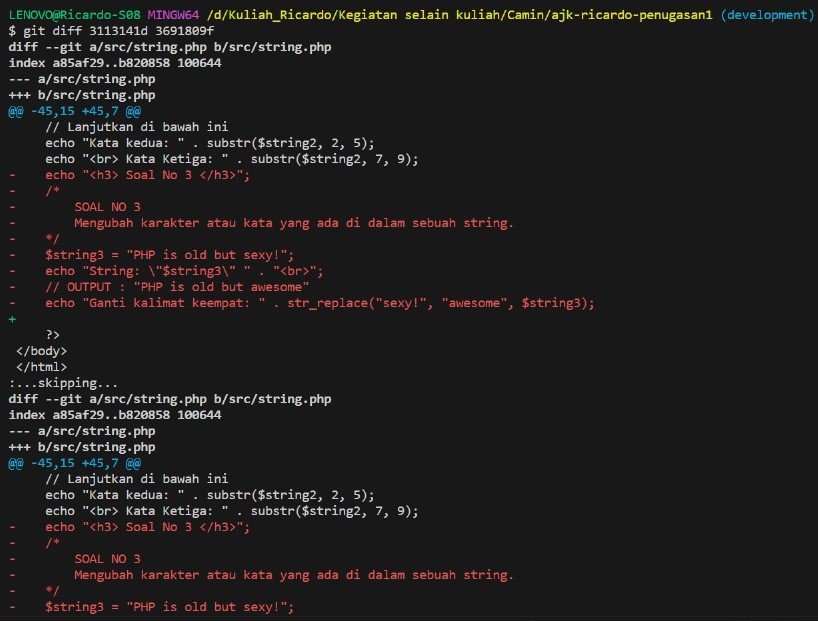 LENOVO@Ricardo-S08 MINGW64 /d/Kuliah_Ricardo/Kegiatan selain kuliah/Camin/ajk-ricardo-penugasan1 (development)
$ git diff 3113141d 3691809f
diff --git a/src/string.php b/src/string.php
index a85af29..b820858 100644
--- a/src/string.php
+++ b/src/string.php
@@ -45,15 +45,7 @@
     // Lanjutkan di bawah ini
     echo "Kata kedua: " . substr($string2, 2, 5);
     echo "<br> Kata Ketiga: " . substr($string2, 7, 9);
-    echo "<h3> Soal No 3 </h3>";
-    /*
-        SOAL NO 3
-        Mengubah karakter atau kata yang ada di dalam sebuah string.
-    */
-    $string3 = "PHP is old but sexy!";
-    echo "String: \"$string3\" " . "<br>";
-    // OUTPUT : "PHP is old but awesome"
-    echo "Ganti kalimat keempat: " . str_replace("sexy!", "awesome", $string3);
+
     ?>
 </body>
 </html>
:...skipping...
diff --git a/src/string.php b/src/string.php
index a85af29..b820858 100644
--- a/src/string.php
+++ b/src/string.php
@@ -45,15 +45,7 @@
     // Lanjutkan di bawah ini
     echo "Kata kedua: " . substr($string2, 2, 5);
     echo "<br> Kata Ketiga: " . substr($string2, 7, 9);
-    echo "<h3> Soal No 3 </h3>";
-    /*
-        SOAL NO 3
-        Mengubah karakter atau kata yang ada di dalam sebuah string.
-    */
-    $string3 = "PHP is old but sexy!";